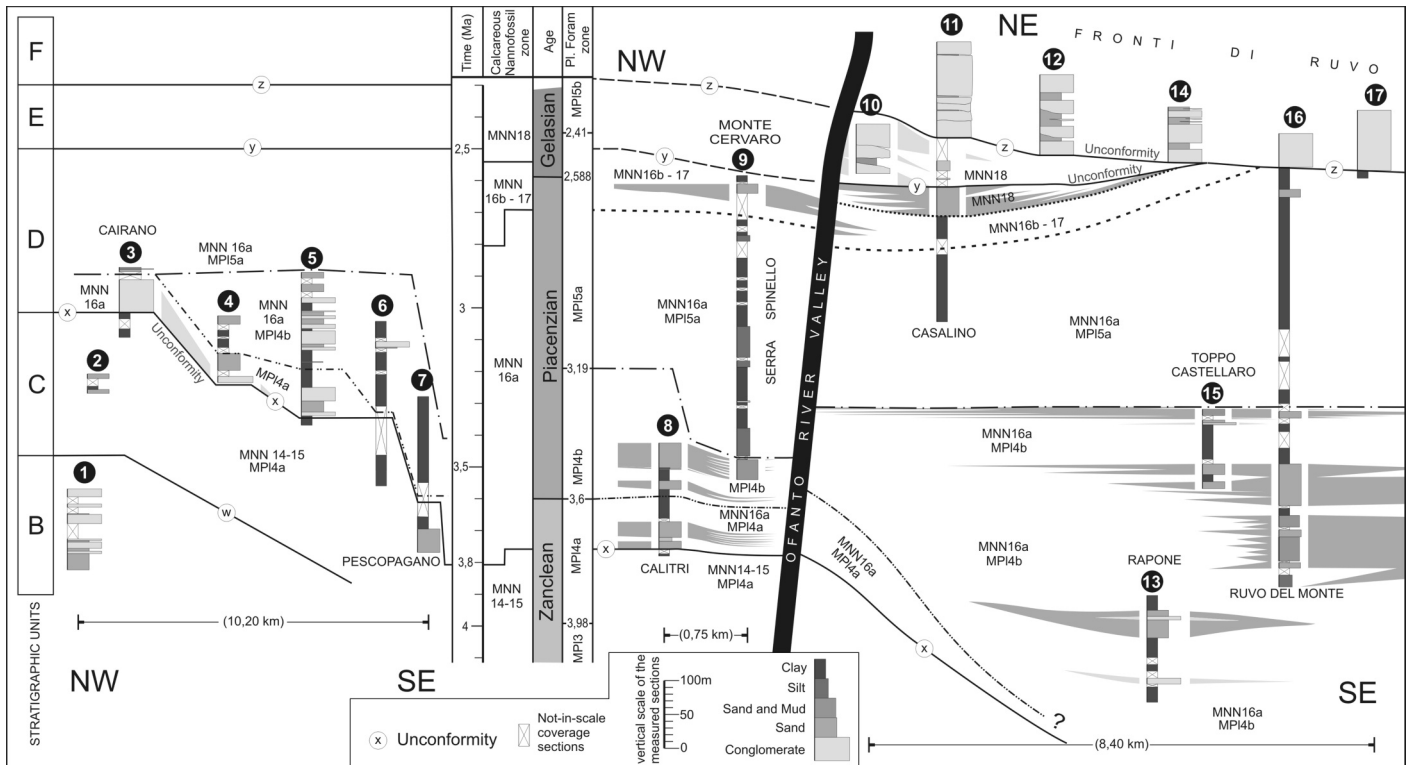 F
E
D
C
B
STRATIGRAPHIC UNITS
z
y
x
w
CAIRANO
3
MNN 16a
MPl5a
MNN
16a
2
4
5
MNN
16a
MPl4b
6
7
Unconformity
MPl4a
x
MNN 14-15
MPl4a
1
PESCOPAGANO
(10,20 km)
NW
SE
Time (Ma)
2,5
3
3,5
3,8
4
Calcareous
Nannofossil
zone
MNN18
MNN
16b - 17
MNN
16a
MNN
14-15
Age
Gelasian
Piacenzian
Zanclean
Pl. Foram
zone
MPl5b
2,41
2,588
MPl5a
3,19
MPl4b
3,6
MPl4a
3,98
MPl3
NW
z
y
MONTE
CERVARO
9
MNN16b - 17
MNN16a
MPl5a
SERRA SPINELLO
8
MPl4b
MNN16a
MPl4a
x
CALITRI
MNN14-15
MPl4a
(0,75 km)
OFANTO RIVER VALLEY
NE
FRONTI DI RUVO
11
12
10
14
16
17
z
Unconformity
z
MNN18
Unconformity
y
MNN18
MNN16b - 17
CASALINO
MNN16a
MPl5a
TOPPO
CASTELLARO
15
MNN16a
MPl4b
MNN16a
MPl4a
MNN16a
MPl4b
RAPONE
13
RUVO DEL MONTE
x
?
MNN16a
MPl4b
SE
(8,40 km)
x Unconformity
Not-in-scale
coverage
sections
vertical scale of the
measured sections
100m
50
0
Clay
Silt
Sand and Mud
Sand
Conglomerate